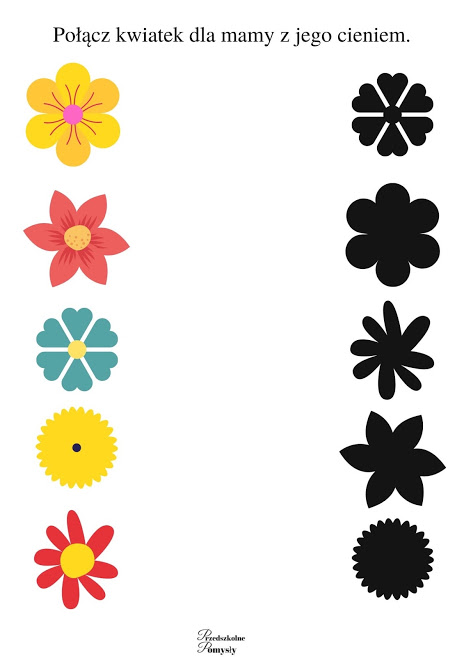 Połącz kwiatek dla mamy z jego cieniem.
Przedszkolne
Pomysły